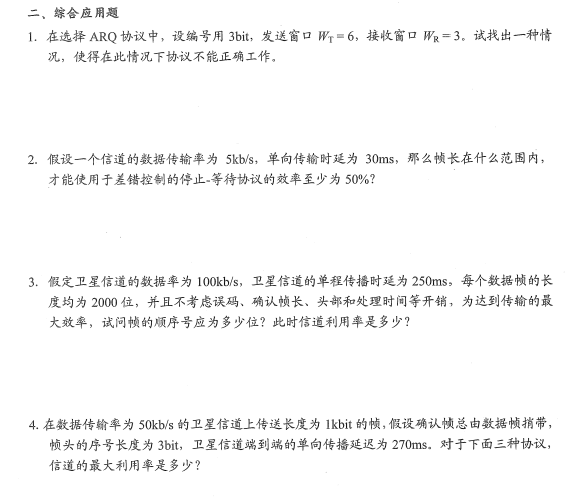 二、综合应用题
1. 在选择 ARQ 协议中，设编号用 3bit，发送窗口 WT = 6，接收窗口 WR = 3。试找出一种情
况，使得在此情况下协议不能正确工作。
2. 假设一个信道的数据传输率为 5kb/s，单向传输时延为 30ms，那么帧长在什么范围内，
才能使用于差错控制的停止-等待协议的效率至少为 50%？
3. 假定卫星信道的数据率为 100kb/s，卫星信道的单程传播时延为 250ms，每个数据帧的长
度均为 2000 位，并且不考虑误码、确认帧长、头部和处理时间等开销，为达到传输的最
大效率，试问帧的顺序号应为多少位？此时信道利用率是多少？
4. 在数据传输率为 50kb/s 的卫星信道上传送长度为 1kbit 的帧，假设确认帧总由数据帧捎带，
帧头的序号长度为 3bit，卫星信道端到端的单向传播延迟为 270ms。对于下面三种协议，
信道的最大利用率是多少？